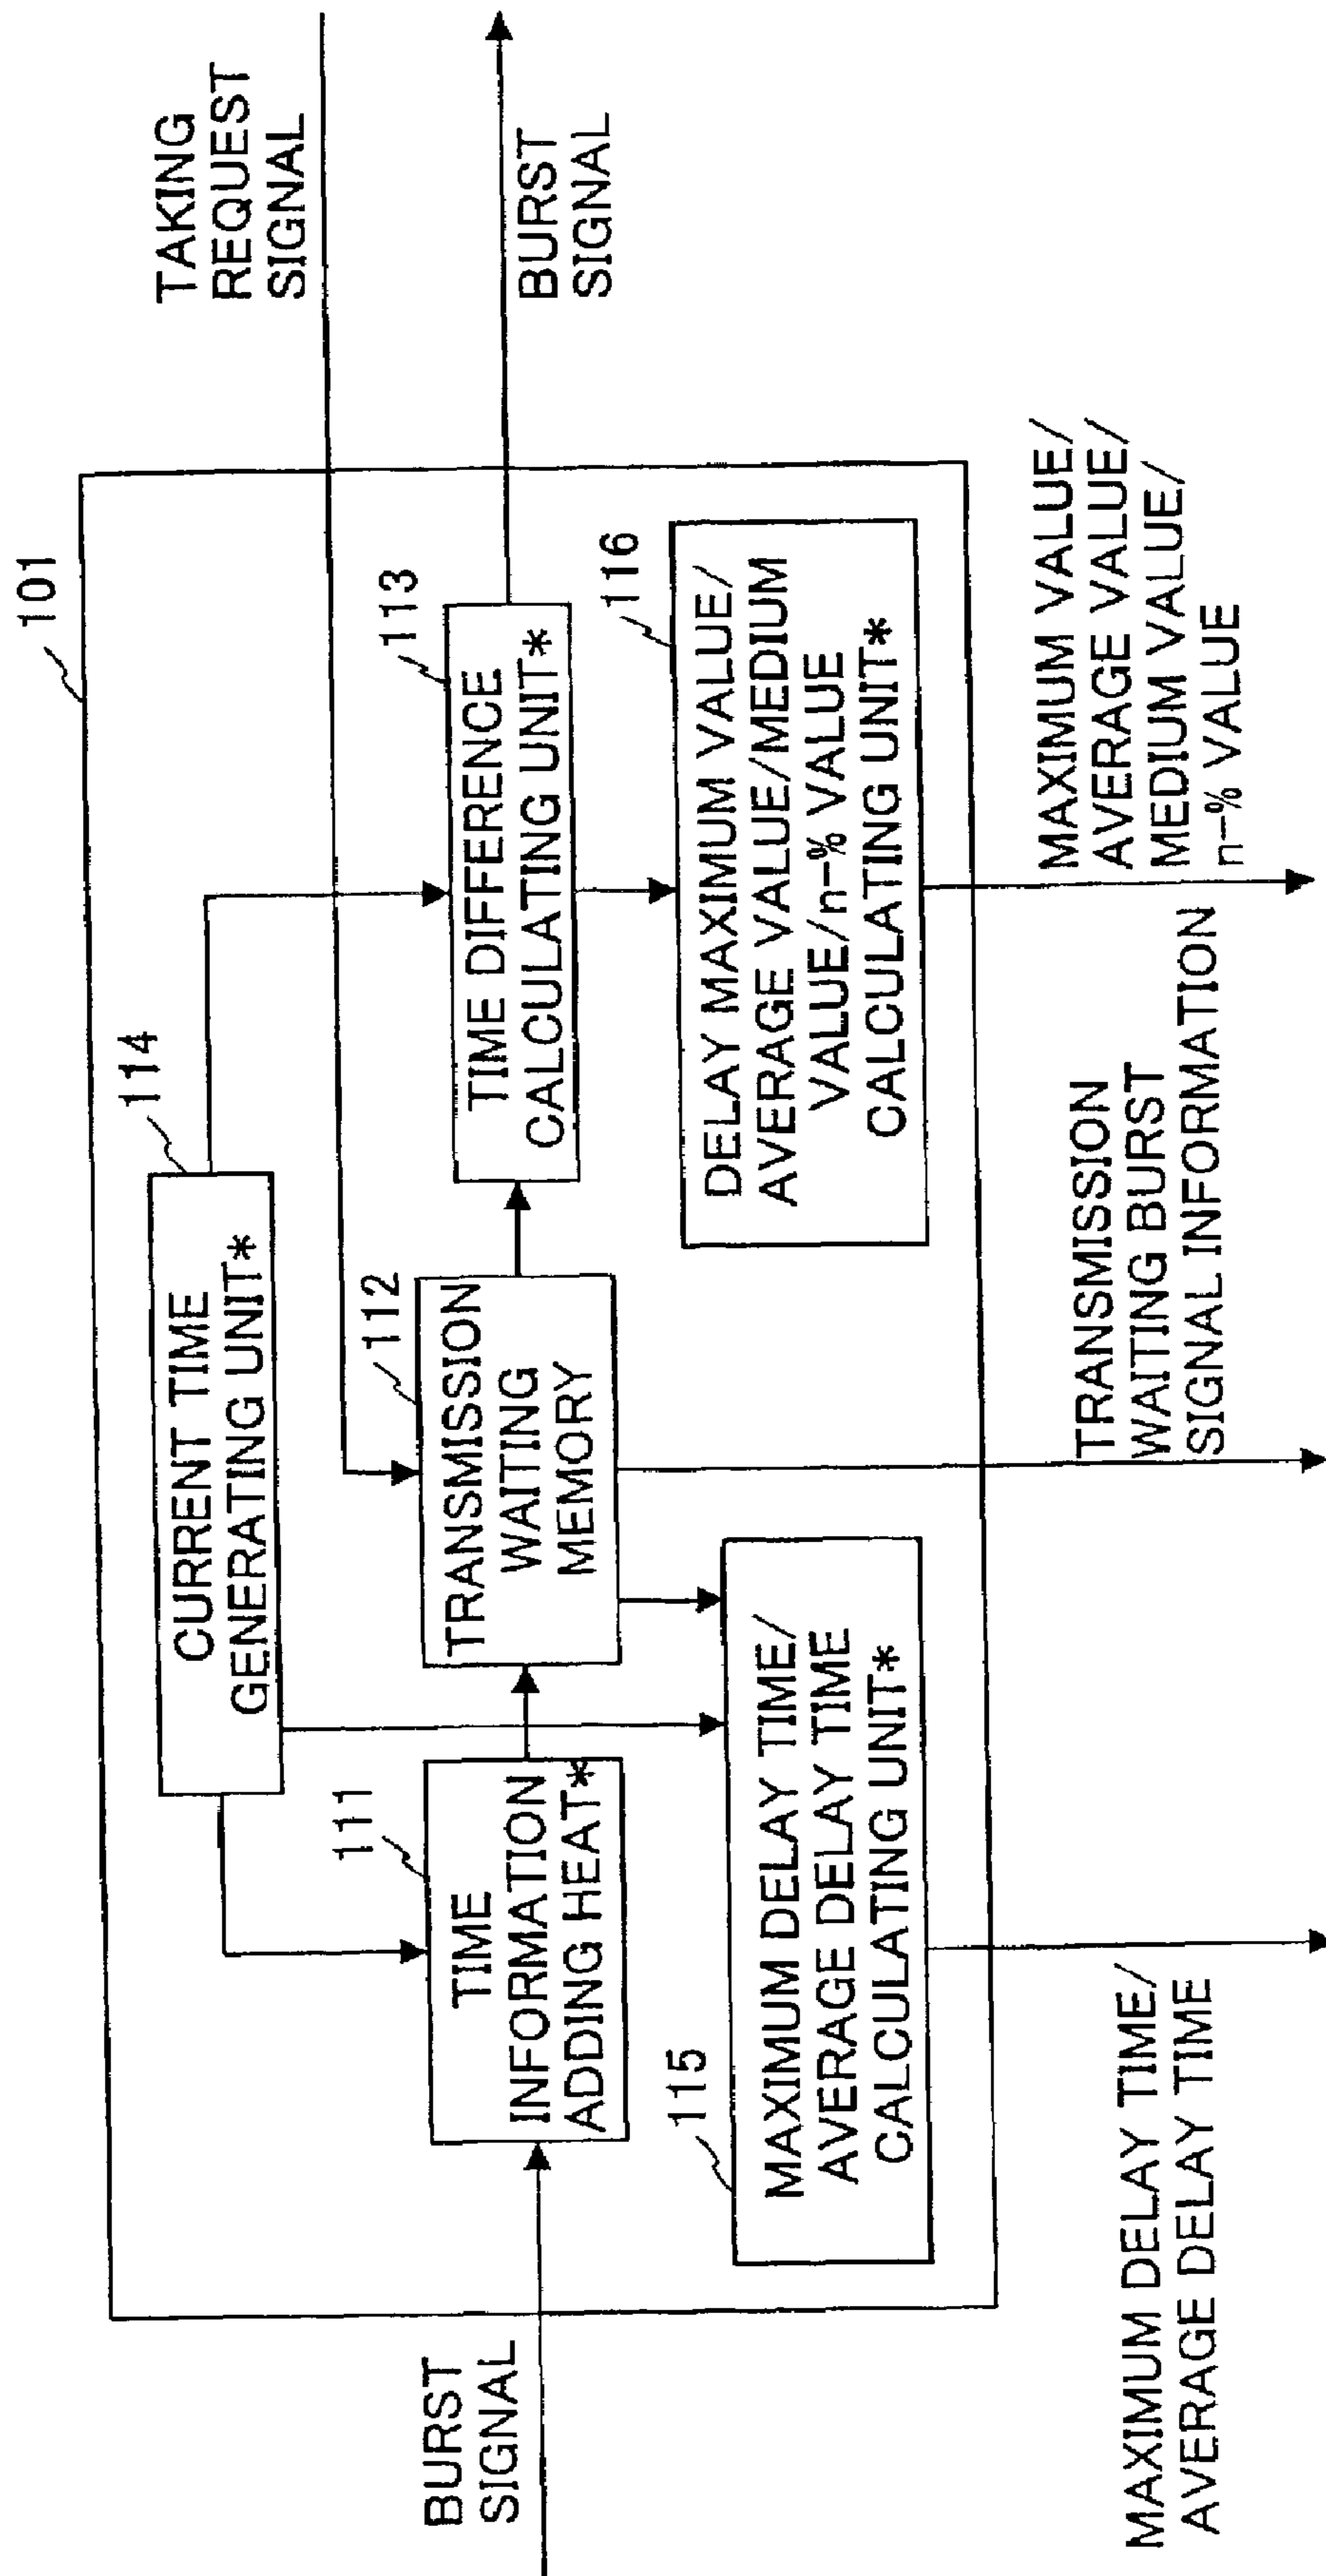 101
TAKING
REQUEST
SIGNAL
114
CURRENT TIME
GENERATING UNIT*
BURST
SIGNAL
111
TIME
INFORMATION
ADDING HEAT*
112
TRANSMISSION
WAITING
MEMORY
113
TIME DIFFERENCE
CALCULATING UNIT*
BURST
SIGNAL
115
MAXIMUM DELAY TIME/
AVERAGE DELAY TIME
CALCULATING UNIT*
116
DELAY MAXIMUM VALUE/
AVERAGE VALUE/MEDIUM
VALUE/n-% VALUE
CALCULATING UNIT*
MAXIMUM DELAY TIME/
AVERAGE DELAY TIME
TRANSMISSION
WAITING BURST
SIGNAL INFORMATION
MAXIMUM VALUE/
AVERAGE VALUE/
MEDIUM VALUE/
n-% VALUE